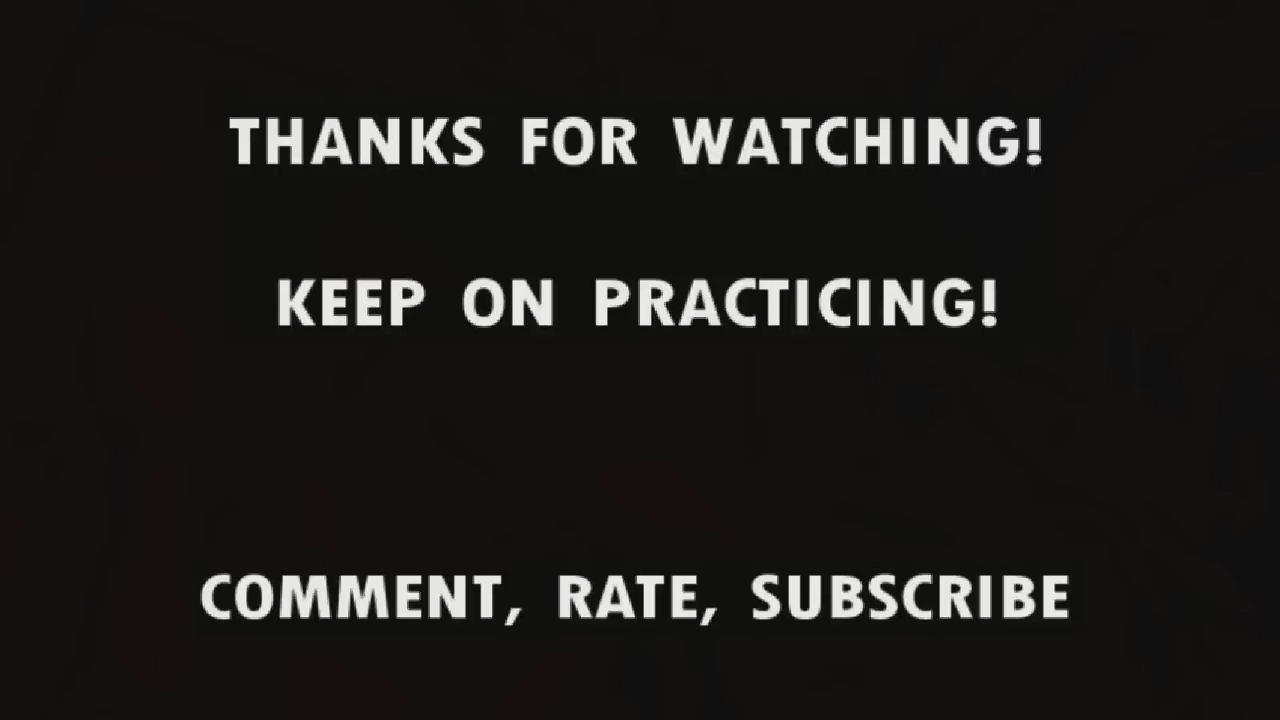 THANKS FOR WATCHING!
KEEP ON PRACTICING!
COMMENT, RATE, SUBSCRIBE